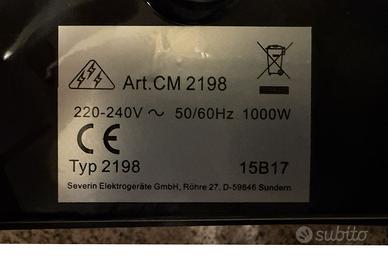 Art.CM 2198
220-240V ~ 50/60Hz 1000W
CE
Typ 2198 15B17
Severin Elektrogeräte GmbH, Röhre 27, D-59846 Sundern
subito